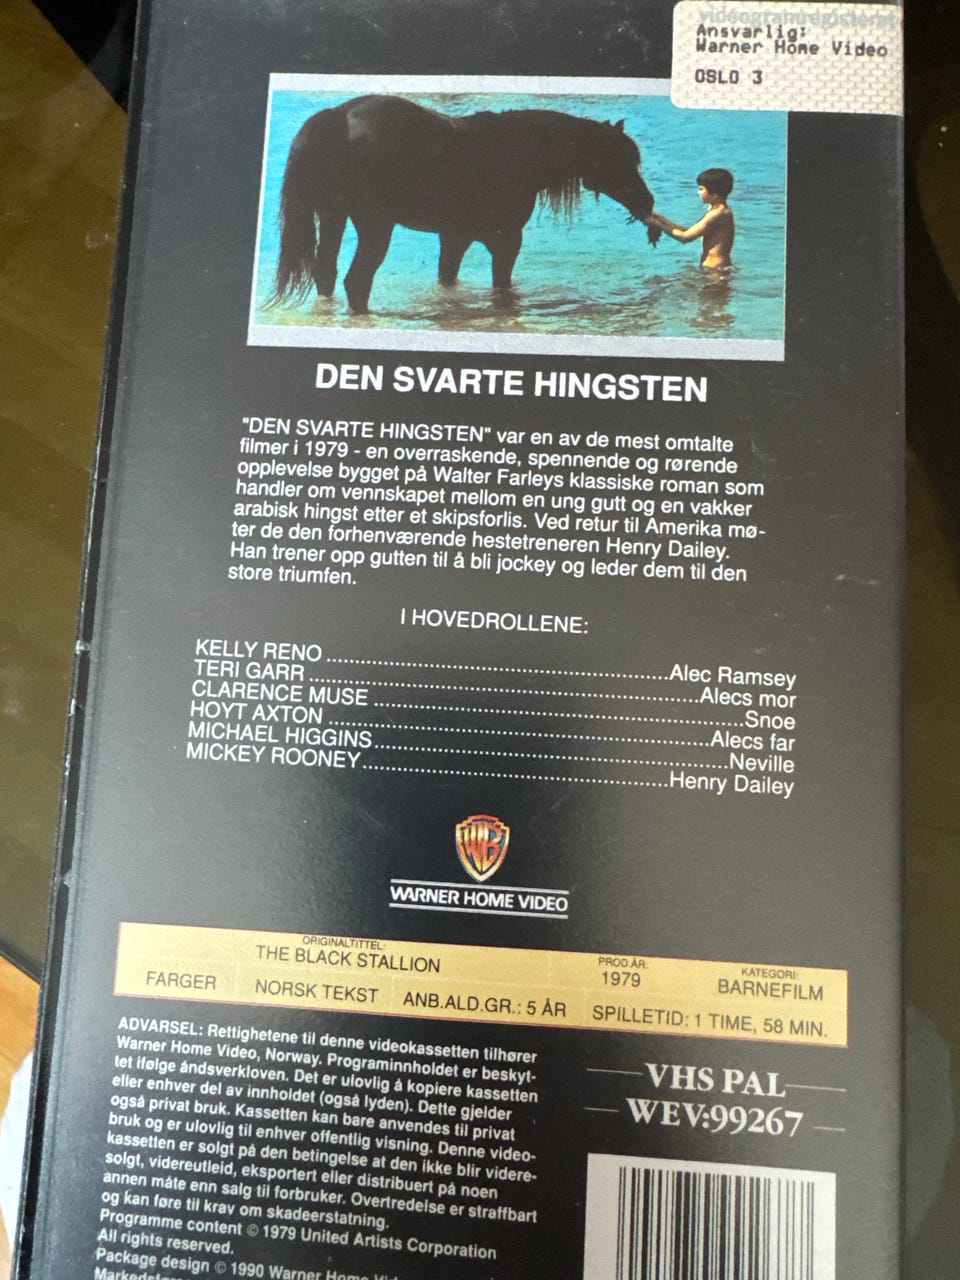 videogramregisteret
Ansvarlig:
Warner Home Video
OSLO 3
DEN SVARTE HINGSTEN
"DEN SVARTE HINGSTEN" var en av de mest omtalte
filmer i 1979 - en overraskende, spennende og rørende
opplevelse bygget på Walter Farleys klassiske roman som
handler om vennskapet mellom en ung gutt og en vakker
arabisk hingst etter et skipsforlis. Ved retur til Amerika mø-
ter de den forhenværende hestetreneren Henry Dailey.
Han trener opp gutten til å bli jockey og leder dem til den
store triumfen.
I HOVEDROLLENE:
KELLY RENO ........ Alec Ramsey
TERI GARR ........ Alecs mor
CLARENCE MUSE ........ Snoe
HOYT AXTON ........ Alecs far
MICHAEL HIGGINS ........ Neville
MICKEY ROONEY ........ Henry Dailey
WB
WARNER HOME VIDEO
ORIGINALTITTEL: THE BLACK STALLION PROD.ÅR: 1979 KATEGORI: BARNEFILM
FARGER NORSK TEKST ANB.ALD.GR.: 5 ÅR SPILLETID: 1 TIME, 58 MIN.
ADVARSEL: Rettighetene til denne videokassetten tilhører
Warner Home Video, Norway. Programinnholdet er beskyt-
tet ifølge åndsverkloven. Det er ulovlig å kopiere kassetten
eller enhver del av innholdet (også lyden). Dette gjelder
også privat bruk. Kassetten kan bare anvendes til privat
bruk og er ulovlig til enhver offentlig visning. Denne video-
kassetten er solgt på den betingelse at den ikke blir videre-
solgt, videreutleid, eksportert eller distribuert på noen
annen måte enn salg til forbruker. Overtredelse er straffbart
og kan føre til krav om skadeerstatning.
Programme content © 1979 United Artists Corporation
All rights reserved.
Package design © 1990 Warner Home
VHS PAL
WEV:99267